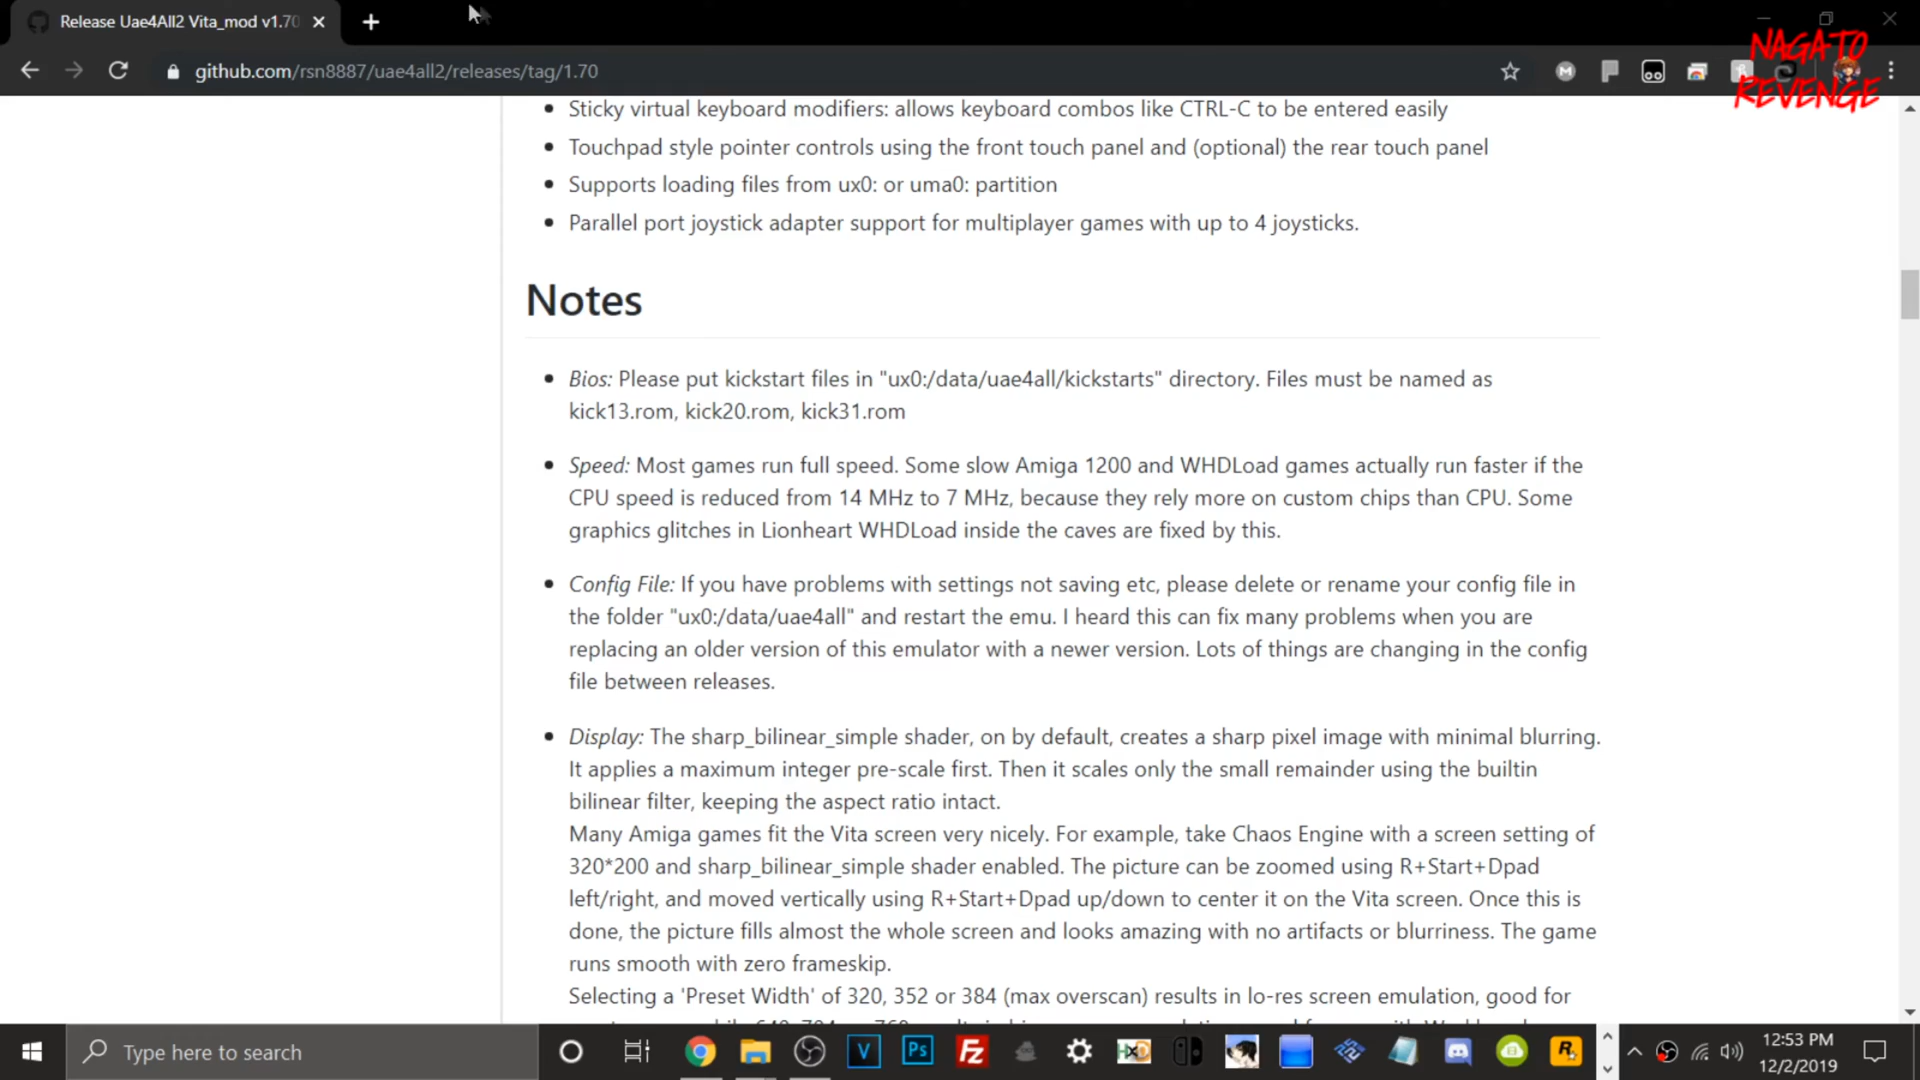 Release Uae4All2 Vita_mod v1.70
NAGATO
REVENGE
github.com/rsn8887/uae4all2/releases/tag/1.70
Sticky virtual keyboard modifiers: allows keyboard combos like CTRL-C to be entered easily
Touchpad style pointer controls using the front touch panel and (optional) the rear touch panel
Supports loading files from ux0: or uma0: partition
Parallel port joystick adapter support for multiplayer games with up to 4 joysticks.
Notes
Bios: Please put kickstart files in "ux0:/data/uae4all/kickstarts" directory. Files must be named as
kick13.rom, kick20.rom, kick31.rom
Speed: Most games run full speed. Some slow Amiga 1200 and WHDLoad games actually run faster if the
CPU speed is reduced from 14 MHz to 7 MHz, because they rely more on custom chips than CPU. Some
graphics glitches in Lionheart WHDLoad inside the caves are fixed by this.
Config File: If you have problems with settings not saving etc, please delete or rename your config file in
the folder "ux0:/data/uae4all" and restart the emu. I heard this can fix many problems when you are
replacing an older version of this emulator with a newer version. Lots of things are changing in the config
file between releases.
Display: The sharp_bilinear_simple shader, on by default, creates a sharp pixel image with minimal blurring.
It applies a maximum integer pre-scale first. Then it scales only the small remainder using the builtin
bilinear filter, keeping the aspect ratio intact.
Many Amiga games fit the Vita screen very nicely. For example, take Chaos Engine with a screen setting of
320*200 and sharp_bilinear_simple shader enabled. The picture can be zoomed using R+Start+Dpad
left/right, and moved vertically using R+Start+Dpad up/down to center it on the Vita screen. Once this is
done, the picture fills almost the whole screen and looks amazing with no artifacts or blurriness. The game
runs smooth with zero frameskip.
Selecting a 'Preset Width' of 320, 352 or 384 (max overscan) results in lo-res screen emulation, good for
Type here to search
12:53 PM
12/2/2019